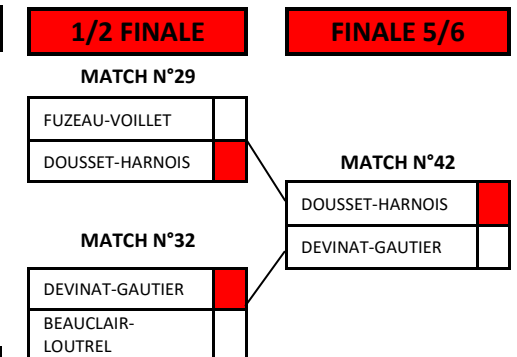 1/2 FINALE
FINALE 5/6
MATCH N°29
FUZEAU-VOILLET
DOUSSET-HARNOIS
MATCH N°42
DOUSSET-HARNOIS
DEVINAT-GAUTIER
MATCH N°32
DEVINAT-GAUTIER
BEAUCLAIR-
LOUTREL